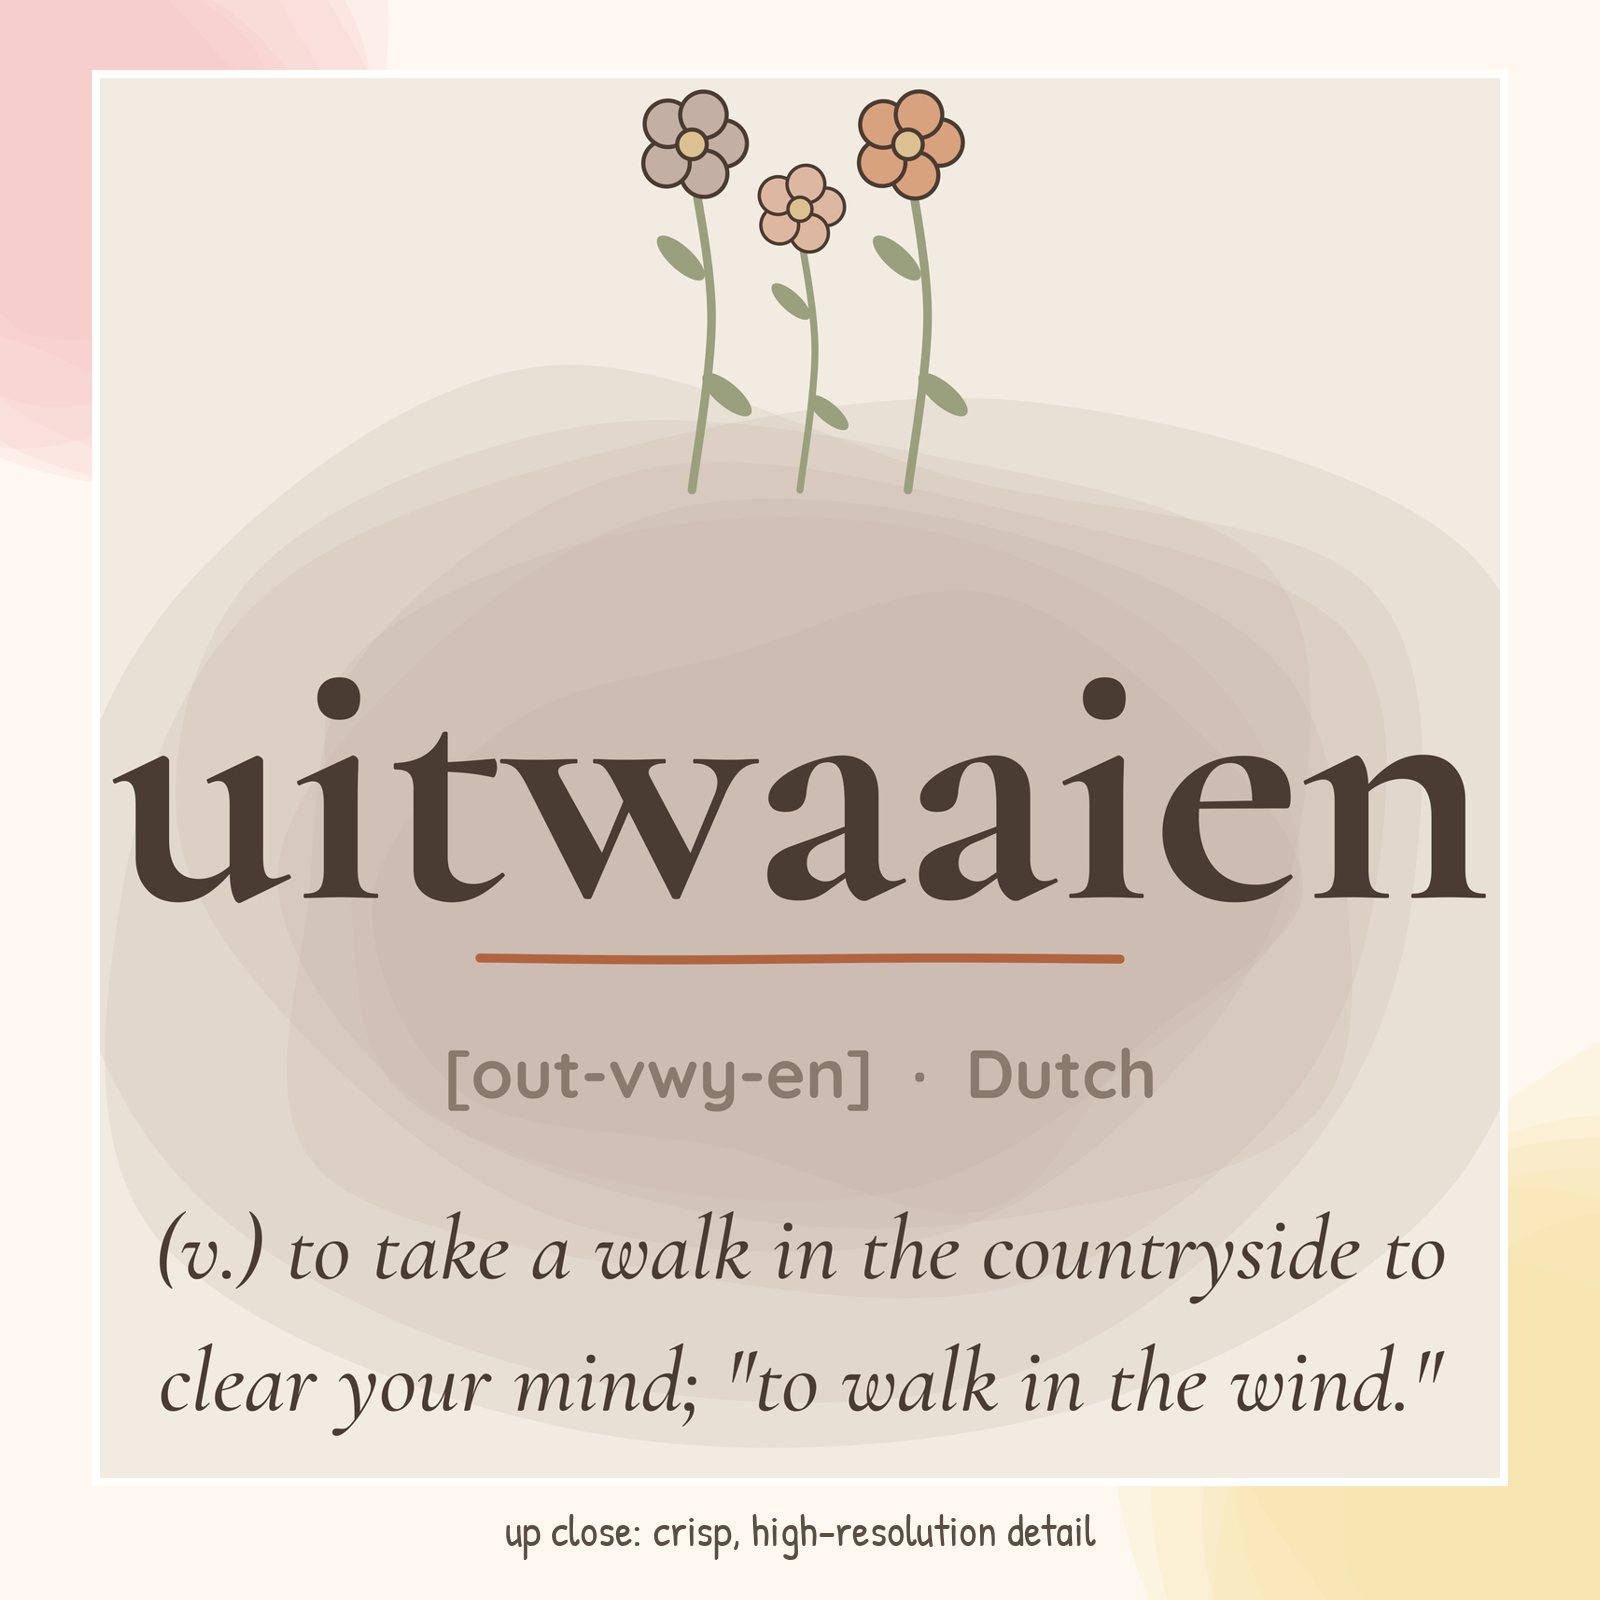 uitwaaien
[out-vwy-en] · Dutch
(v.) to take a walk in the countryside to
clear your mind; "to walk in the wind."
up close: crisp, high-resolution detail